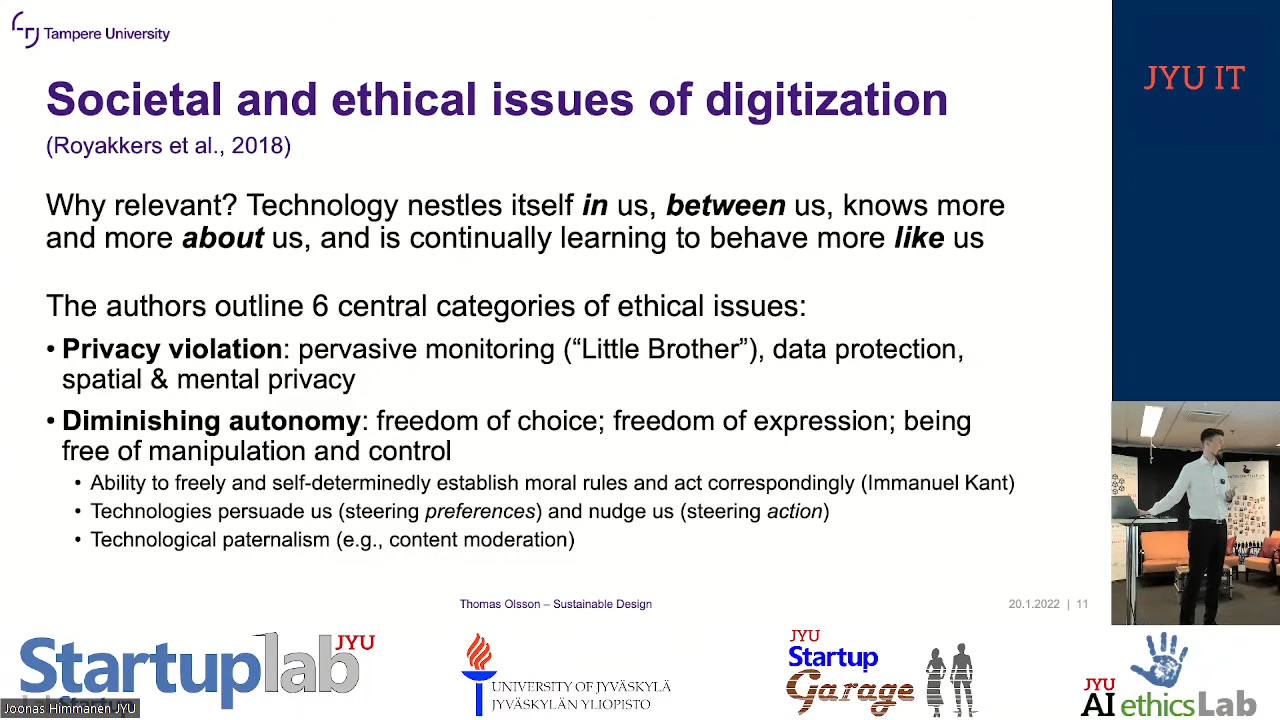 Tampere University
JYU IT
Societal and ethical issues of digitization
(Royakkers et al., 2018)
Why relevant? Technology nestles itself in us, between us, knows more
and more about us, and is continually learning to behave more like us
The authors outline 6 central categories of ethical issues:
• Privacy violation: pervasive monitoring (“Little Brother”), data protection,
spatial & mental privacy
• Diminishing autonomy: freedom of choice; freedom of expression; being
free of manipulation and control
• Ability to freely and self-determinedly establish moral rules and act correspondingly (Immanuel Kant)
• Technologies persuade us (steering preferences) and nudge us (steering action)
• Technological paternalism (e.g., content moderation)
Thomas Olsson – Sustainable Design
20.1.2022 | 11
Startuplab JYU
UNIVERSITY OF JYVÄSKYLÄ
JYVÄSKYLÄN YLIOPISTO
JYU
Startup
Garage
JYU
AI ethicsLab
Joonas Himmanen JYU